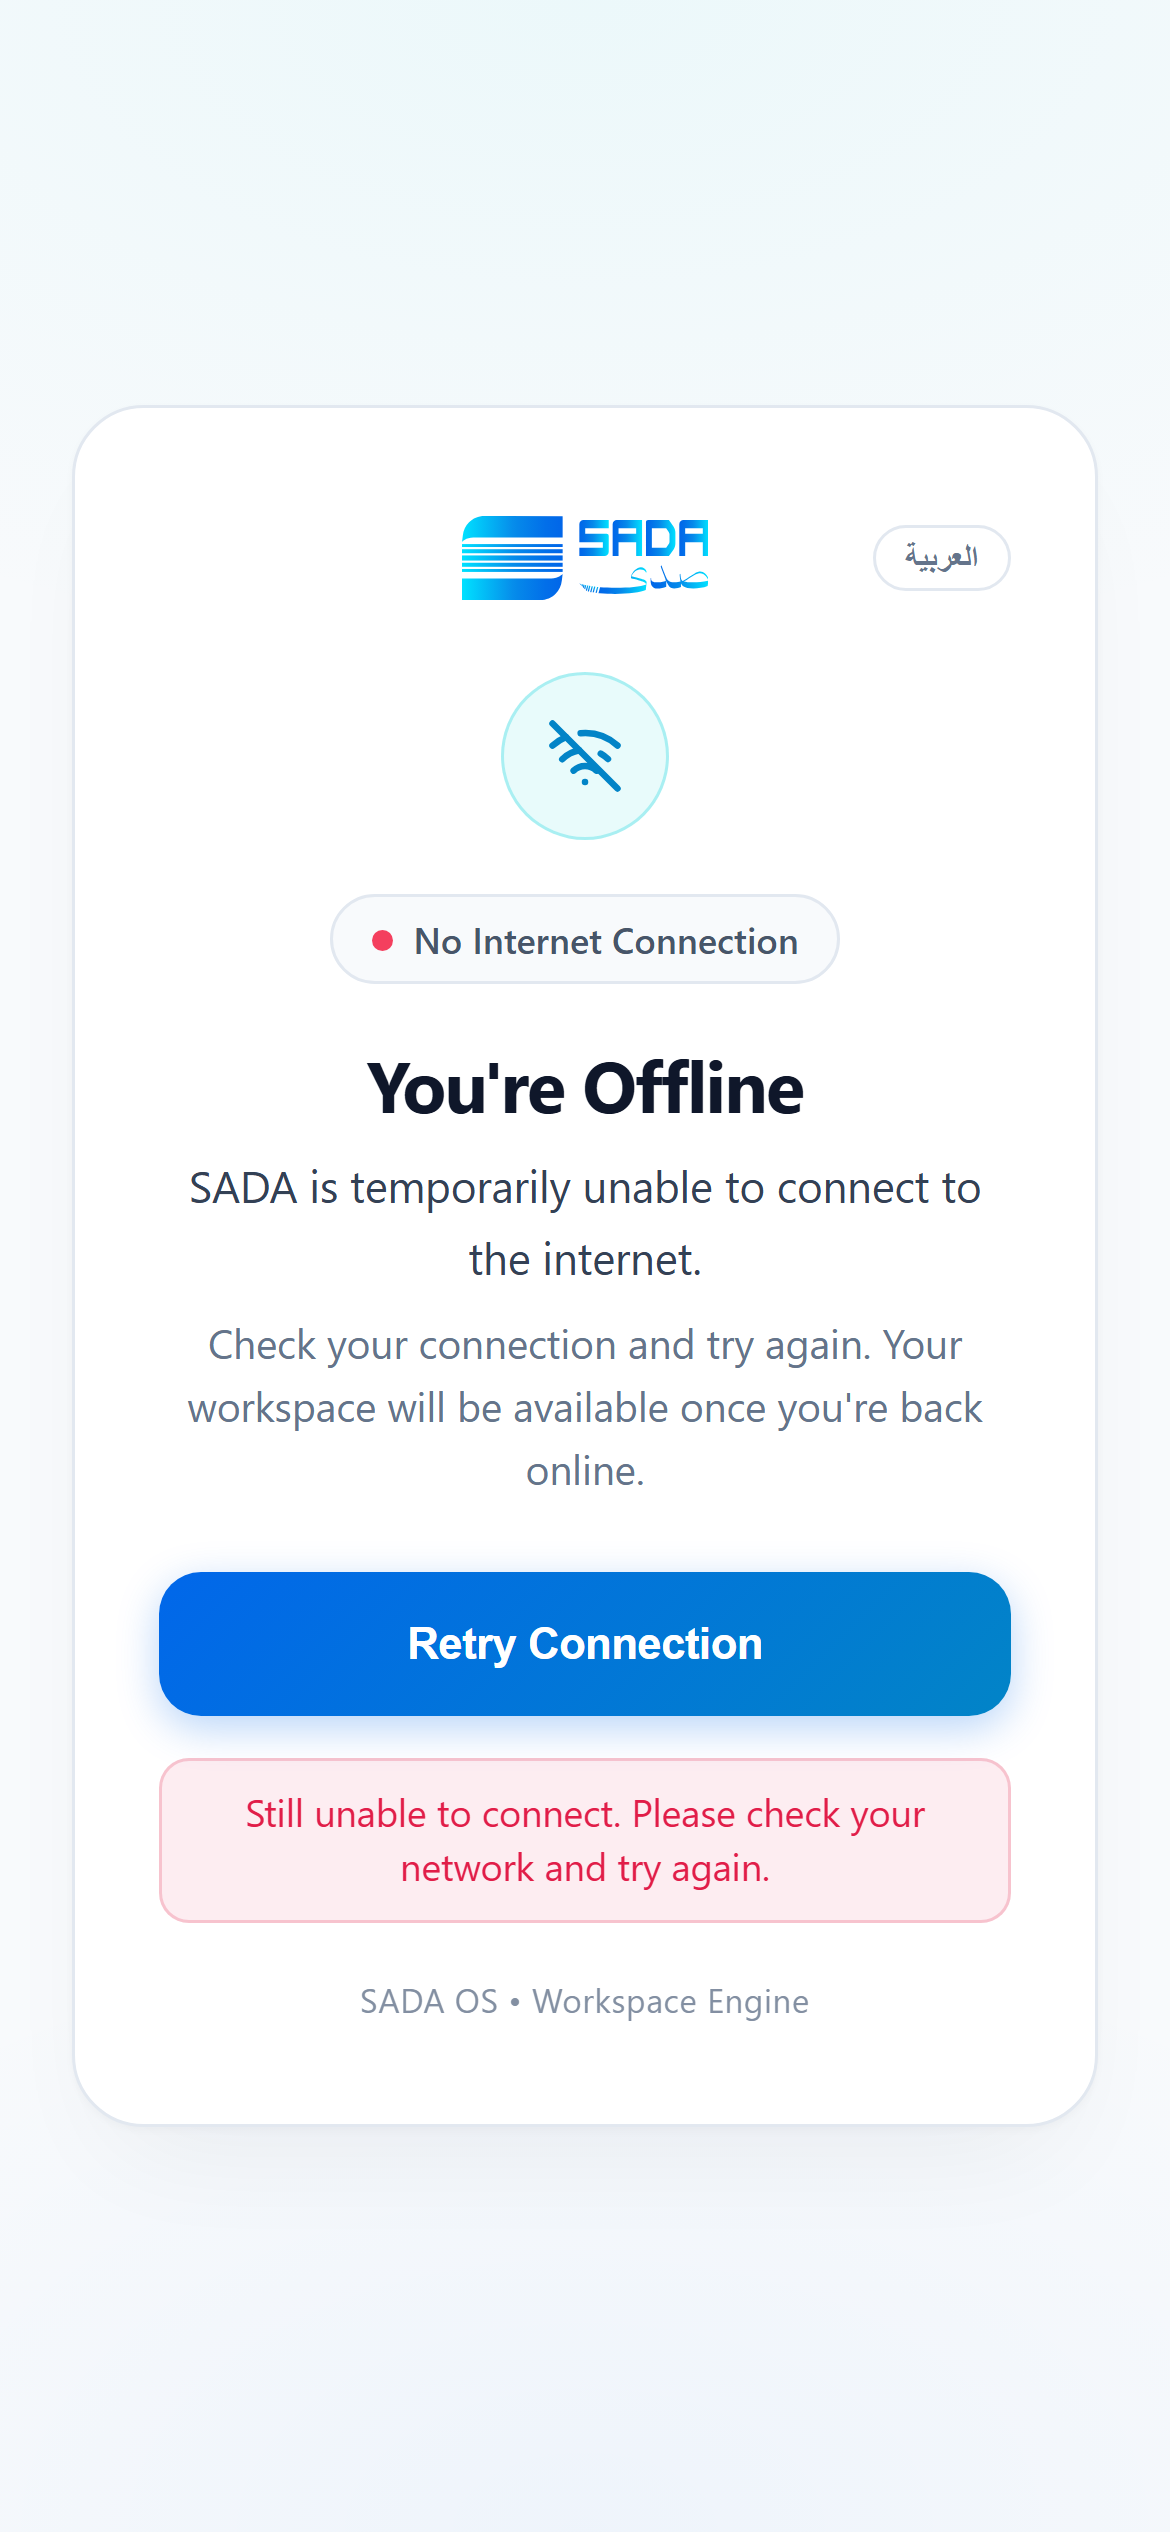 SADA
صدى
العربية
No Internet Connection
You're Offline
SADA is temporarily unable to connect to
the internet.
Check your connection and try again. Your
workspace will be available once you're back
online.
Retry Connection
Still unable to connect. Please check your
network and try again.
SADA OS • Workspace Engine